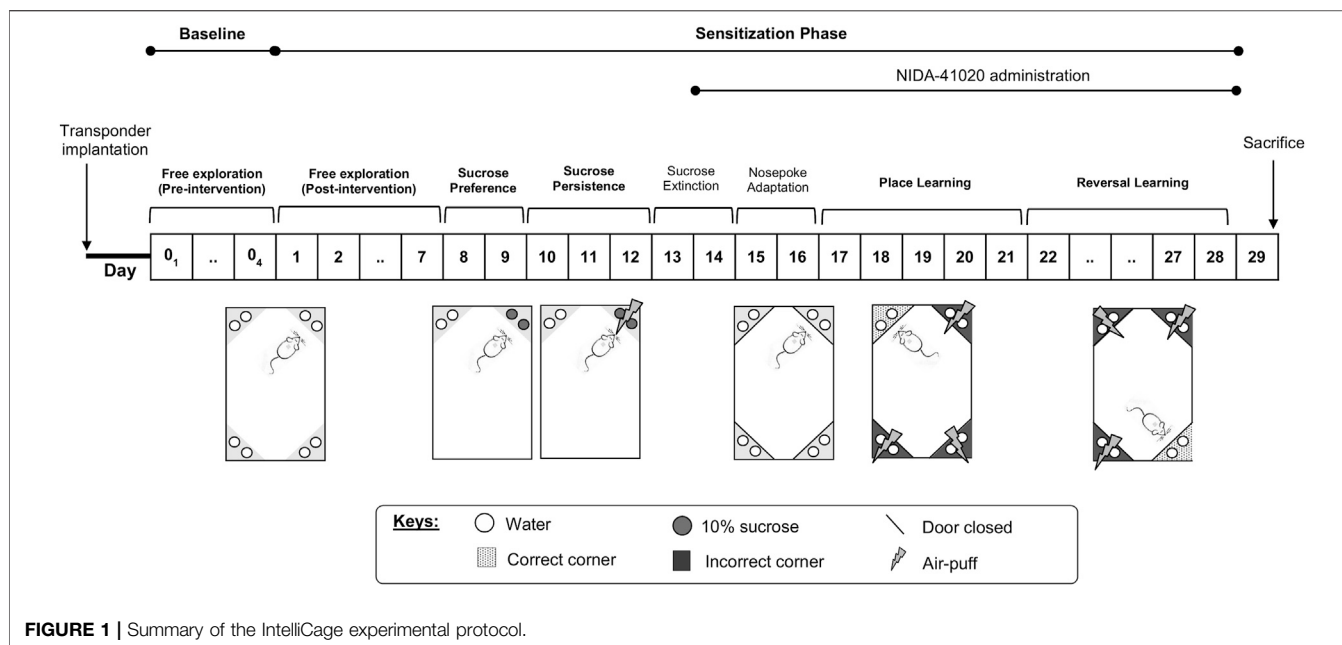 Baseline
Sensitization Phase
NIDA-41020 administration
Transponder
implantation
Sacrifice
Free exploration
(Pre-intervention)
Free exploration
(Post-intervention)
Sucrose
Preference
Sucrose
Persistence
Sucrose
Extinction
Nosepoke
Adaptation
Place Learning
Reversal Learning
Day 0₁ .. 0₄ 1 2 .. 7 8 9 10 11 12 13 14 15 16 17 18 19 20 21 22 .. .. 27 28 29
Keys: Water 10% sucrose Door closed
Correct corner Incorrect corner Air-puff
FIGURE 1 | Summary of the IntelliCage experimental protocol.